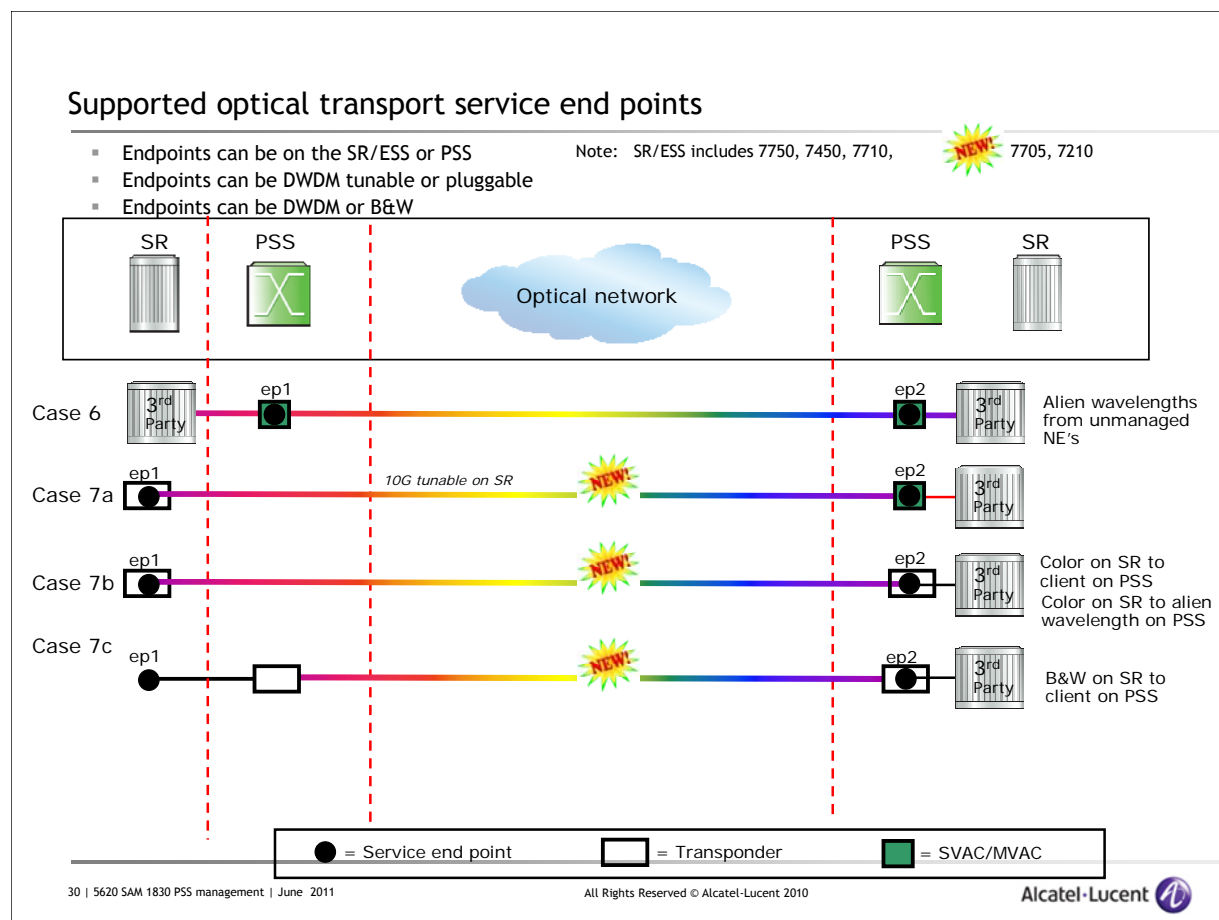 Supported optical transport service end points
▪ Endpoints can be on the SR/ESS or PSS
▪ Endpoints can be DWDM tunable or pluggable
▪ Endpoints can be DWDM or B&W
Note: SR/ESS includes 7750, 7450, 7710, NEW! 7705, 7210
SR
PSS
Optical network
PSS
SR
Case 6
3rd
Party
ep1
ep2
3rd
Party
Alien wavelengths
from unmanaged
NE's
Case 7a
ep1
10G tunable on SR
NEW!
ep2
3rd
Party
Case 7b
ep1
NEW!
ep2
3rd
Party
Color on SR to
client on PSS
Color on SR to alien
wavelength on PSS
Case 7c
ep1
NEW!
ep2
3rd
Party
B&W on SR to
client on PSS
= Service end point
= Transponder
= SVAC/MVAC
30 | 5620 SAM 1830 PSS management | June 2011
All Rights Reserved © Alcatel-Lucent 2010
Alcatel·Lucent